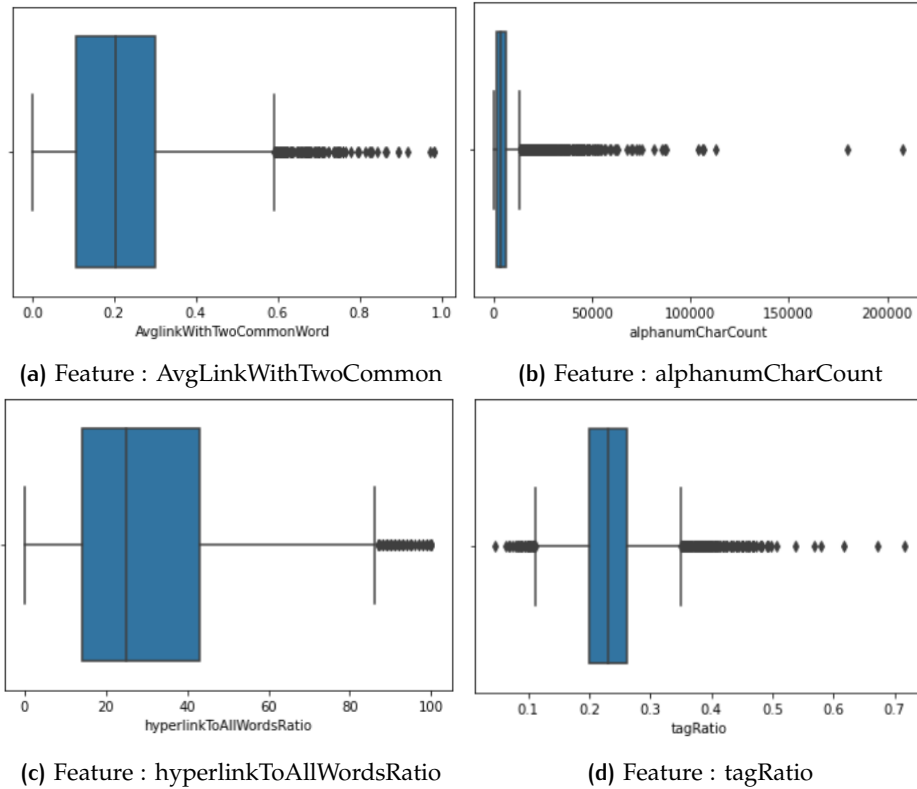 0.0 0.2 0.4 0.6 0.8 1.0
AvglinkWithTwoCommonWord
(a) Feature : AvgLinkWithTwoCommon
0 50000 100000 150000 200000
alphanumCharCount
(b) Feature : alphanumCharCount
0 20 40 60 80 100
hyperlinkToAllWordsRatio
(c) Feature : hyperlinkToAllWordsRatio
0.1 0.2 0.3 0.4 0.5 0.6 0.7
tagRatio
(d) Feature : tagRatio